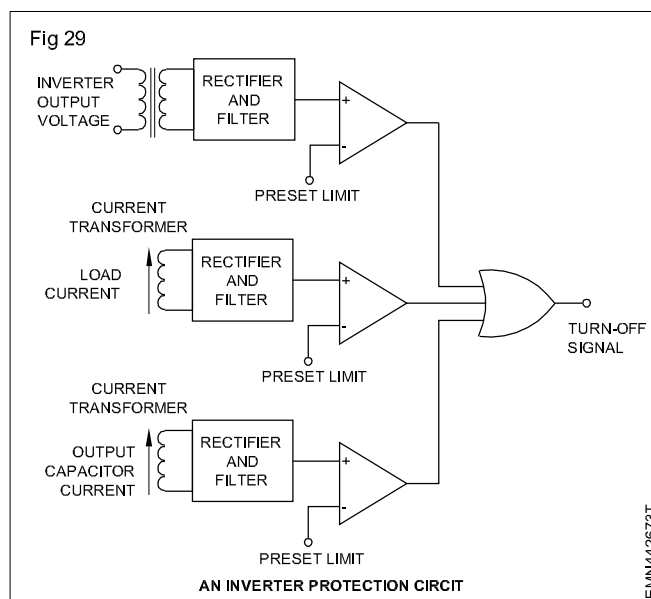 Fig 29
INVERTER
OUTPUT
VOLTAGE
RECTIFIER
AND
FILTER
+
-
PRESET LIMIT
CURRENT
TRANSFORMER
LOAD
CURRENT
RECTIFIER
AND
FILTER
+
-
PRESET LIMIT
TURN-OFF
SIGNAL
CURRENT
TRANSFORMER
OUTPUT
CAPACITOR
CURRENT
RECTIFIER
AND
FILTER
+
-
PRESET LIMIT
AN INVERTER PROTECTION CIRCIT
EMN442673T